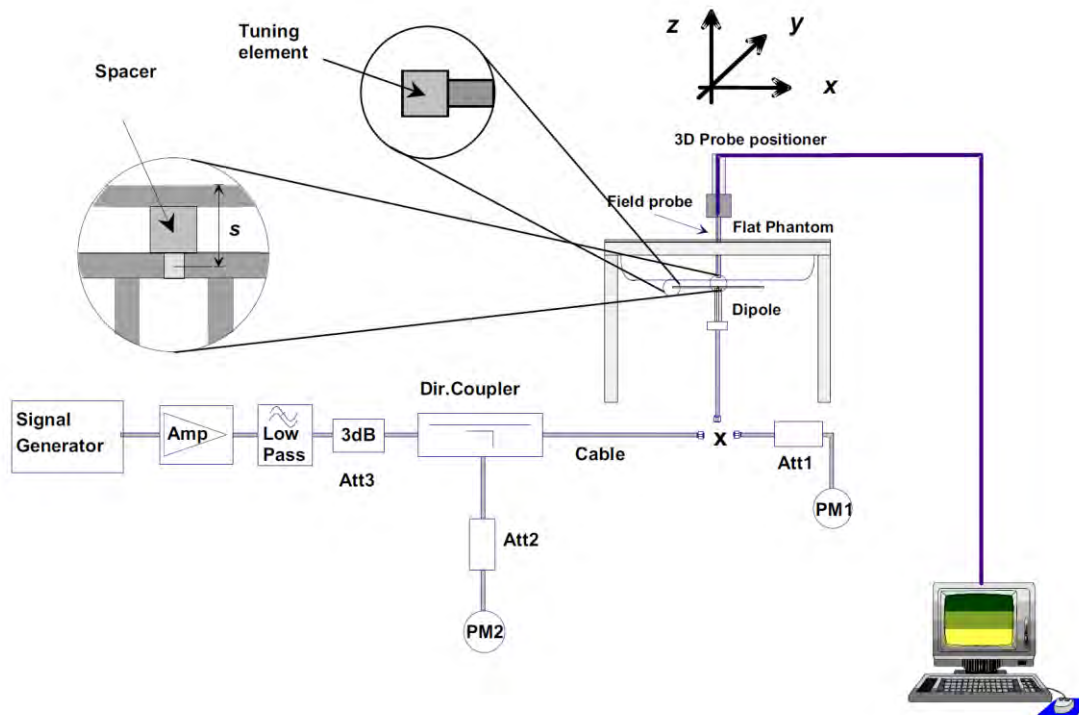 Tuning
element
Spacer
z
y
x
3D Probe positioner
Field probe
Flat Phantom
s
Dipole
Dir.Coupler
Signal
Generator
Amp
Low
Pass
3dB
Att3
Cable
x
Att1
PM1
Att2
PM2